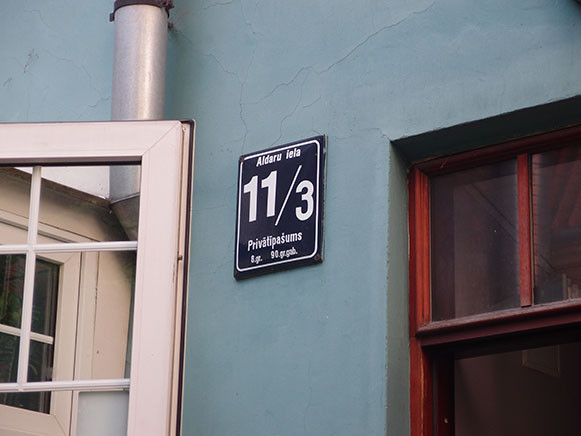 Aldaru iela
11/3
Privātīpašums
8.gr. 90.gr.gab.